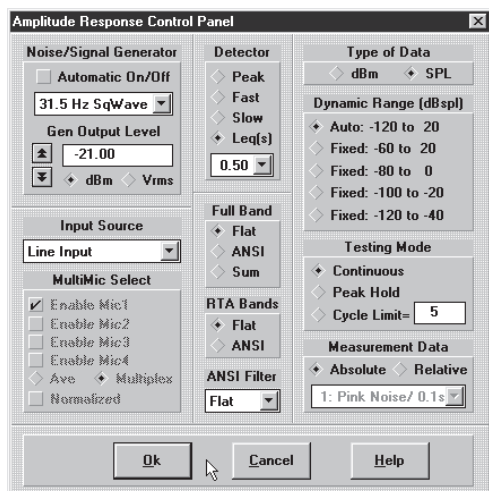 Amplitude Response Control Panel
Noise/Signal Generator
Automatic On/Off
31.5 Hz SqWave
Gen Output Level
-21.00
dBm Vrms
Input Source
Line Input
MultiMic Select
Enable Mic1
Enable Mic2
Enable Mic3
Enable Mic4
Ave Multiplex
Normalized
Detector
Peak
Fast
Slow
Leq(s)
0.50
Full Band
Flat
ANSI
Sum
RTA Bands
Flat
ANSI
ANSI Filter
Flat
Type of Data
dBm SPL
Dynamic Range (dBspl)
Auto: -120 to 20
Fixed: -60 to 20
Fixed: -80 to 0
Fixed: -100 to -20
Fixed: -120 to -40
Testing Mode
Continuous
Peak Hold
Cycle Limit= 5
Measurement Data
Absolute Relative
1: Pink Noise/ 0.1s
Ok Cancel Help